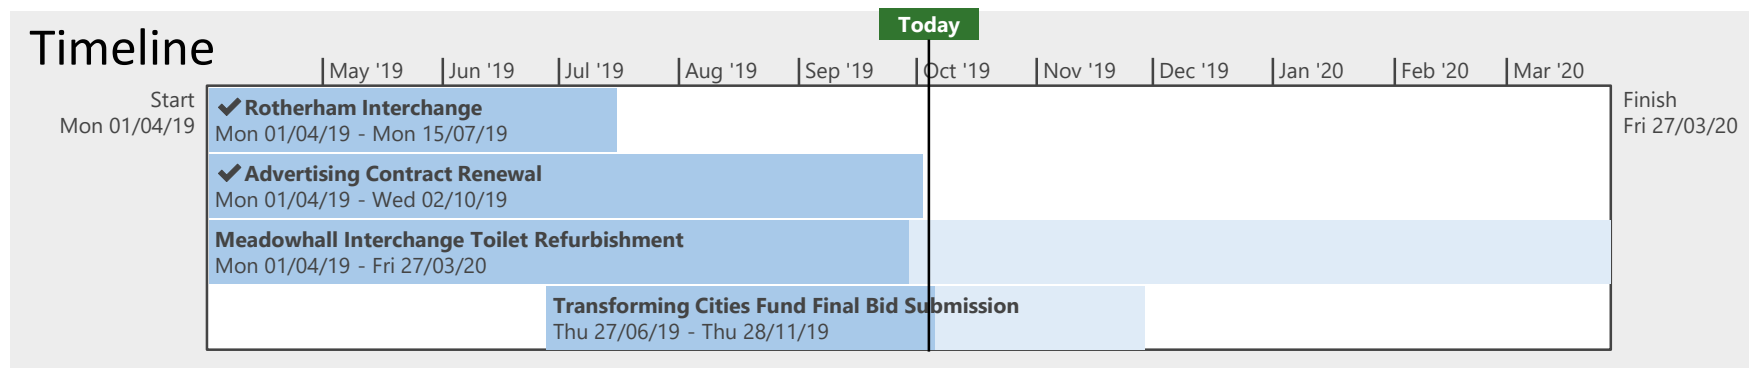 Today
Timeline
May '19 Jun '19 Jul '19 Aug '19 Sep '19 Oct '19 Nov '19 Dec '19 Jan '20 Feb '20 Mar '20
Start
Mon 01/04/19
Finish
Fri 27/03/20
✔Rotherham Interchange
Mon 01/04/19 - Mon 15/07/19
✔Advertising Contract Renewal
Mon 01/04/19 - Wed 02/10/19
Meadowhall Interchange Toilet Refurbishment
Mon 01/04/19 - Fri 27/03/20
Transforming Cities Fund Final Bid Submission
Thu 27/06/19 - Thu 28/11/19